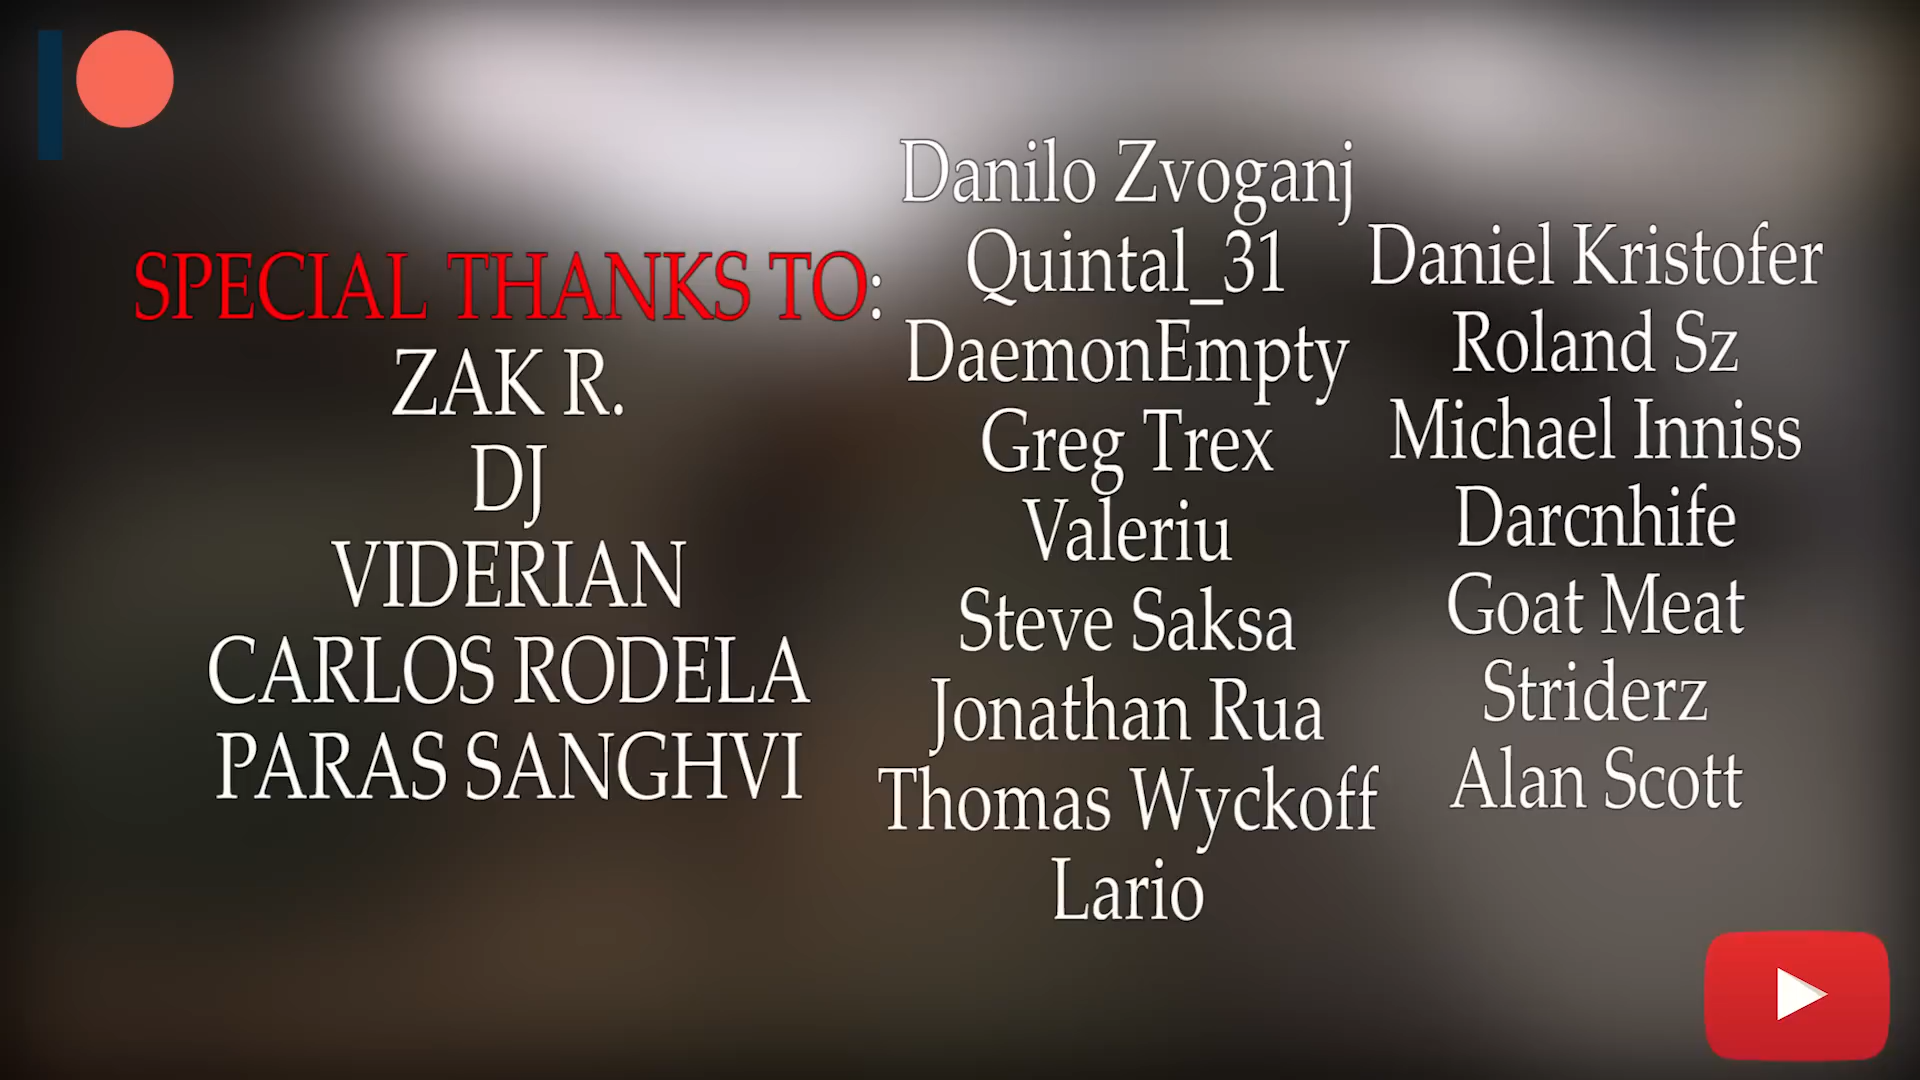 SPECIAL THANKS TO:
ZAK R.
DJ
VIDERIAN
CARLOS RODELA
PARAS SANGHVI
Danilo Zvoganj
Quintal_31
DaemonEmpty
Greg Trex
Valeriu
Steve Saksa
Jonathan Rua
Thomas Wyckoff
Lario
Daniel Kristofer
Roland Sz
Michael Inniss
Darcnhife
Goat Meat
Striderz
Alan Scott